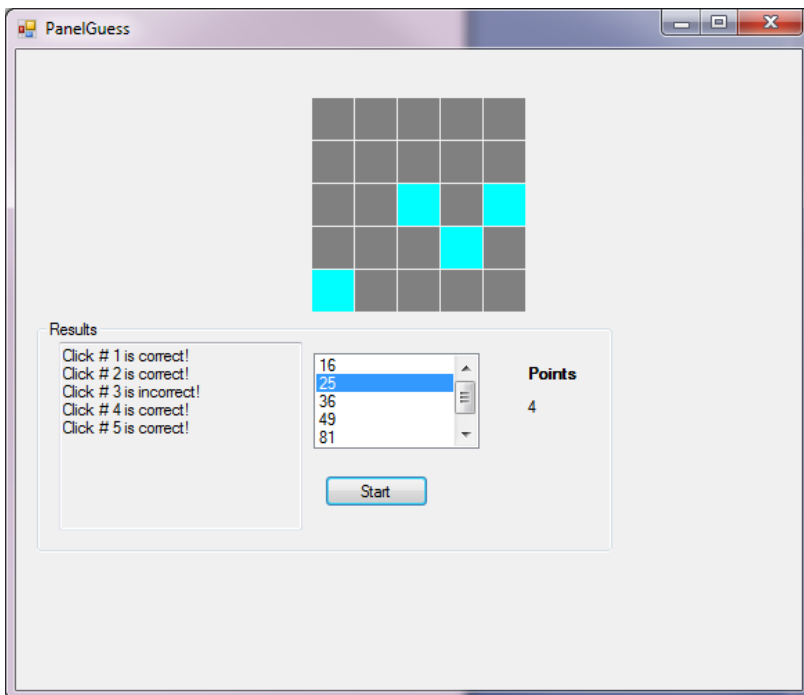 PanelGuess
Results
Click # 1 is correct!
Click # 2 is correct!
Click # 3 is incorrect!
Click # 4 is correct!
Click # 5 is correct!
16
25
36
49
81
Points
4
Start